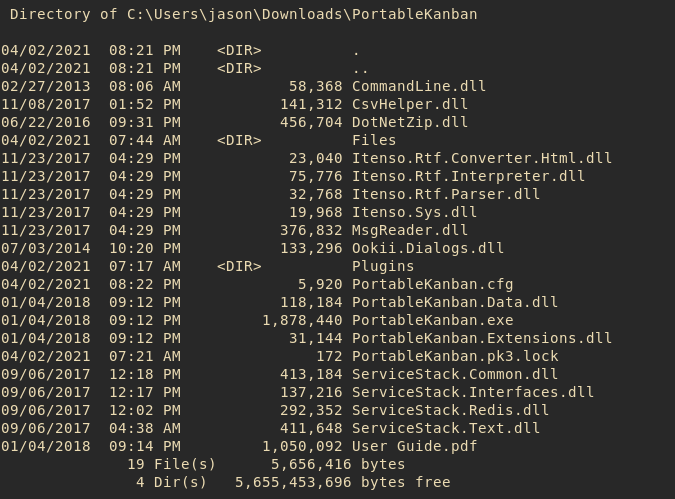 Directory of C:\Users\jason\Downloads\PortableKanban
04/02/2021  08:21 PM    <DIR>          .
04/02/2021  08:21 PM    <DIR>          ..
02/27/2013  08:06 AM            58,368 CommandLine.dll
11/08/2017  01:52 PM           141,312 CsvHelper.dll
06/22/2016  09:31 PM           456,704 DotNetZip.dll
04/02/2021  07:44 AM    <DIR>          Files
11/23/2017  04:29 PM            23,040 Itenso.Rtf.Converter.Html.dll
11/23/2017  04:29 PM            75,776 Itenso.Rtf.Interpreter.dll
11/23/2017  04:29 PM            32,768 Itenso.Rtf.Parser.dll
11/23/2017  04:29 PM            19,968 Itenso.Sys.dll
11/23/2017  04:29 PM           376,832 MsgReader.dll
07/03/2014  10:20 PM           133,296 Ookii.Dialogs.dll
04/02/2021  07:17 AM    <DIR>          Plugins
04/02/2021  08:22 PM             5,920 PortableKanban.cfg
01/04/2018  09:12 PM           118,184 PortableKanban.Data.dll
01/04/2018  09:12 PM         1,878,440 PortableKanban.exe
01/04/2018  09:12 PM            31,144 PortableKanban.Extensions.dll
04/02/2021  07:21 AM               172 PortableKanban.pk3.lock
09/06/2017  12:18 PM           413,184 ServiceStack.Common.dll
09/06/2017  12:17 PM           137,216 ServiceStack.Interfaces.dll
09/06/2017  12:02 PM           292,352 ServiceStack.Redis.dll
09/06/2017  04:38 AM           411,648 ServiceStack.Text.dll
01/04/2018  09:14 PM         1,050,092 User Guide.pdf
19 File(s)      5,656,416 bytes
4 Dir(s)   5,655,453,696 bytes free